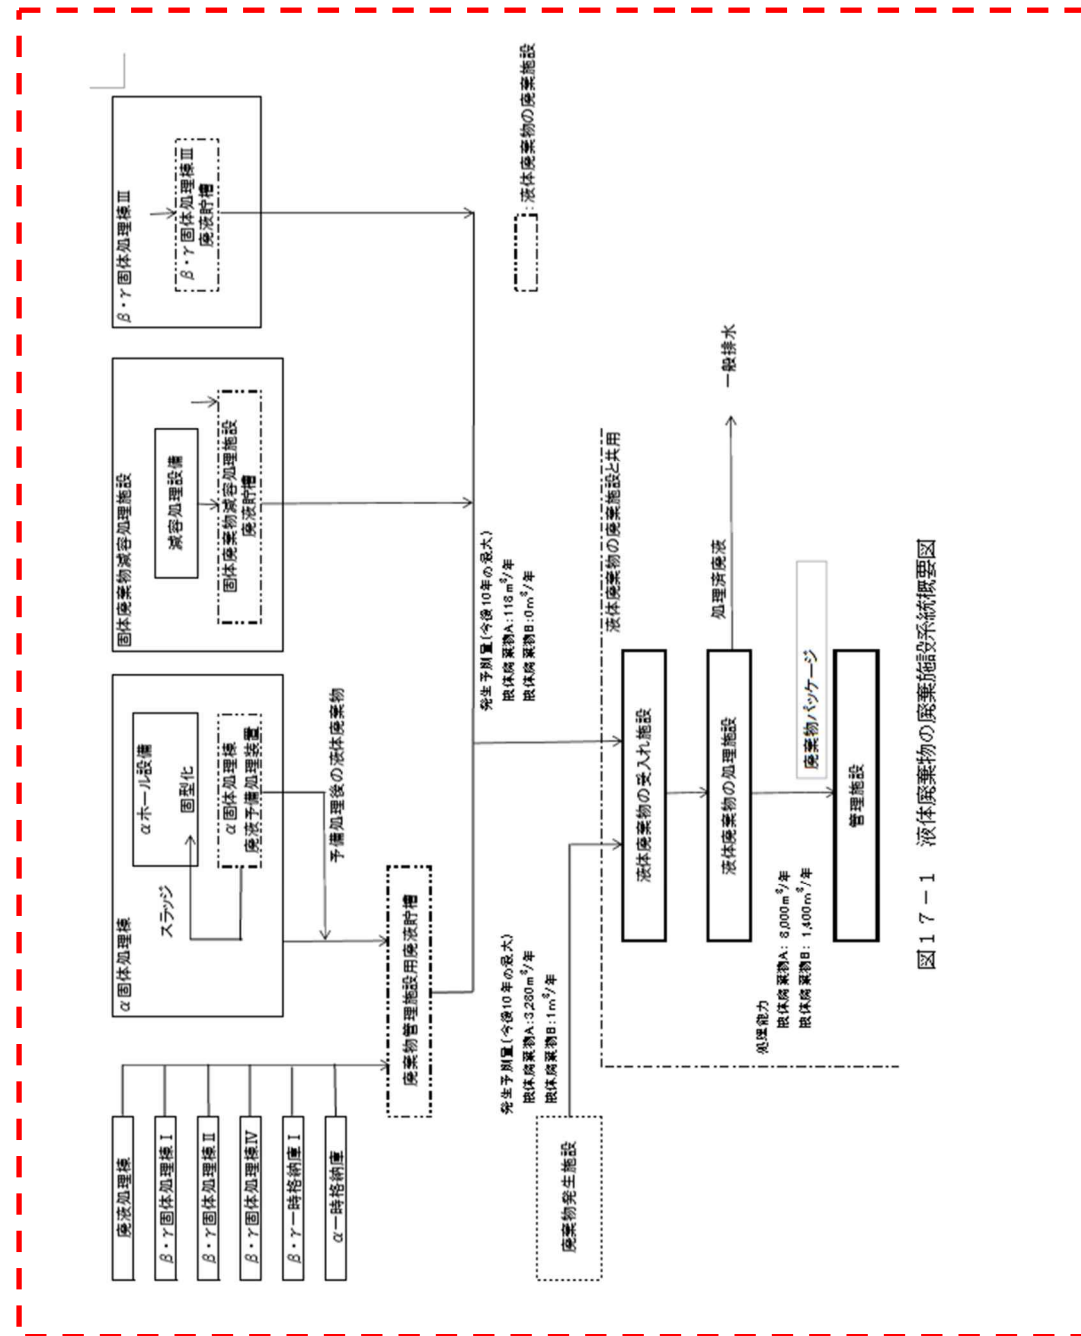 廃液処理棟
β・γ固体処理棟Ⅰ
β・γ固体処理棟Ⅱ
β・γ固体処理棟Ⅳ
β・γ一時格納庫Ⅰ
α一時格納庫
α固体処理棟
αホール設備
固型化
スラッジ
α固体処理棟
廃液予備処理装置
予備処理後の液体廃棄物
廃棄物管理施設用廃液貯槽
固体廃棄物減容処理施設
減容処理設備
固体廃棄物減容処理施設
廃液貯槽
β・γ固体処理棟Ⅲ
β・γ固体処理棟Ⅲ
廃液貯槽
発生予測量(今後10年の最大)
液体廃棄物A:118m³/年
液体廃棄物B:0m³/年
:液体廃棄物の廃棄施設
廃棄物発生施設
発生予測量(今後10年の最大)
液体廃棄物A:3,280m³/年
液体廃棄物B:1m³/年
液体廃棄物の廃棄施設と共用
液体廃棄物の受入れ施設
液体廃棄物の処理施設
処理済廃液
一般排水
処理能力
液体廃棄物A: 8,000m³/年
液体廃棄物B: 1,400m³/年
廃棄物パッケージ
管理施設
図17-1 液体廃棄物の廃棄施設系統概要図